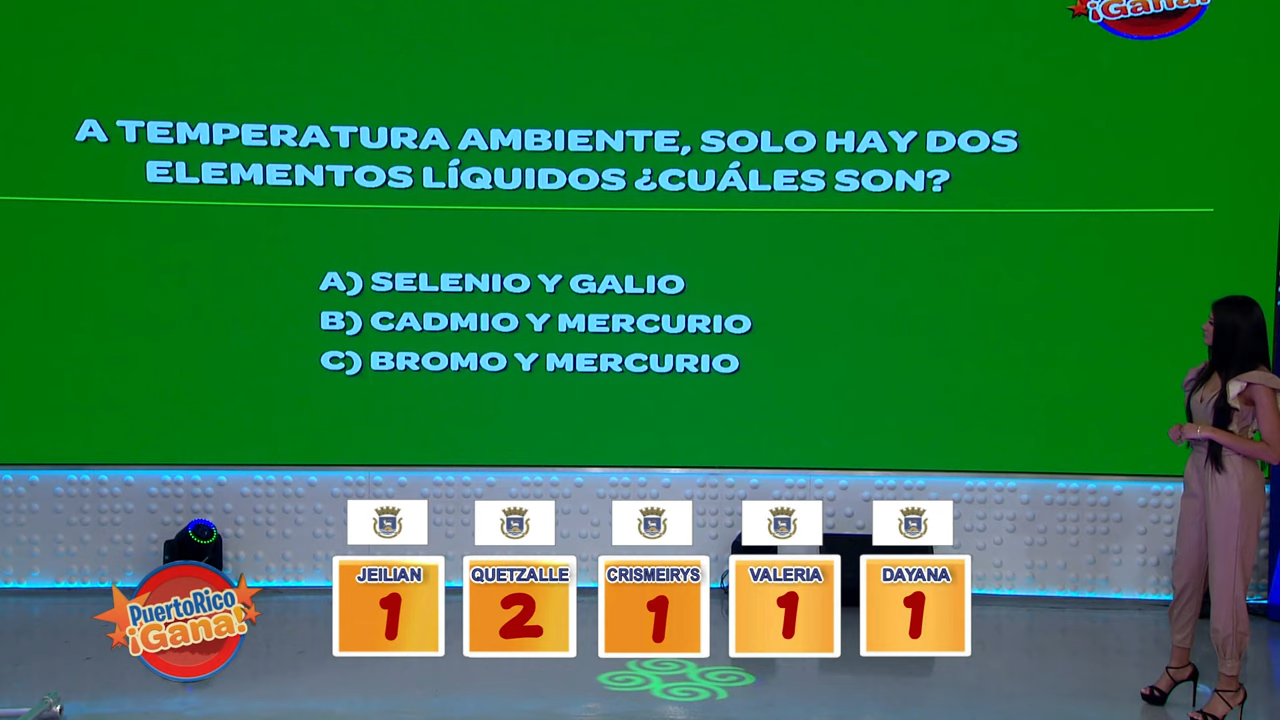 ¡Gana!
A TEMPERATURA AMBIENTE, SOLO HAY DOS
ELEMENTOS LÍQUIDOS ¿CUÁLES SON?
A) SELENIO Y GALIO
B) CADMIO Y MERCURIO
C) BROMO Y MERCURIO
JEILIAN
QUETZALLE
CRISMEIRYS
VALERIA
DAYANA
1
2
1
1
1
PuertoRico
¡Gana!